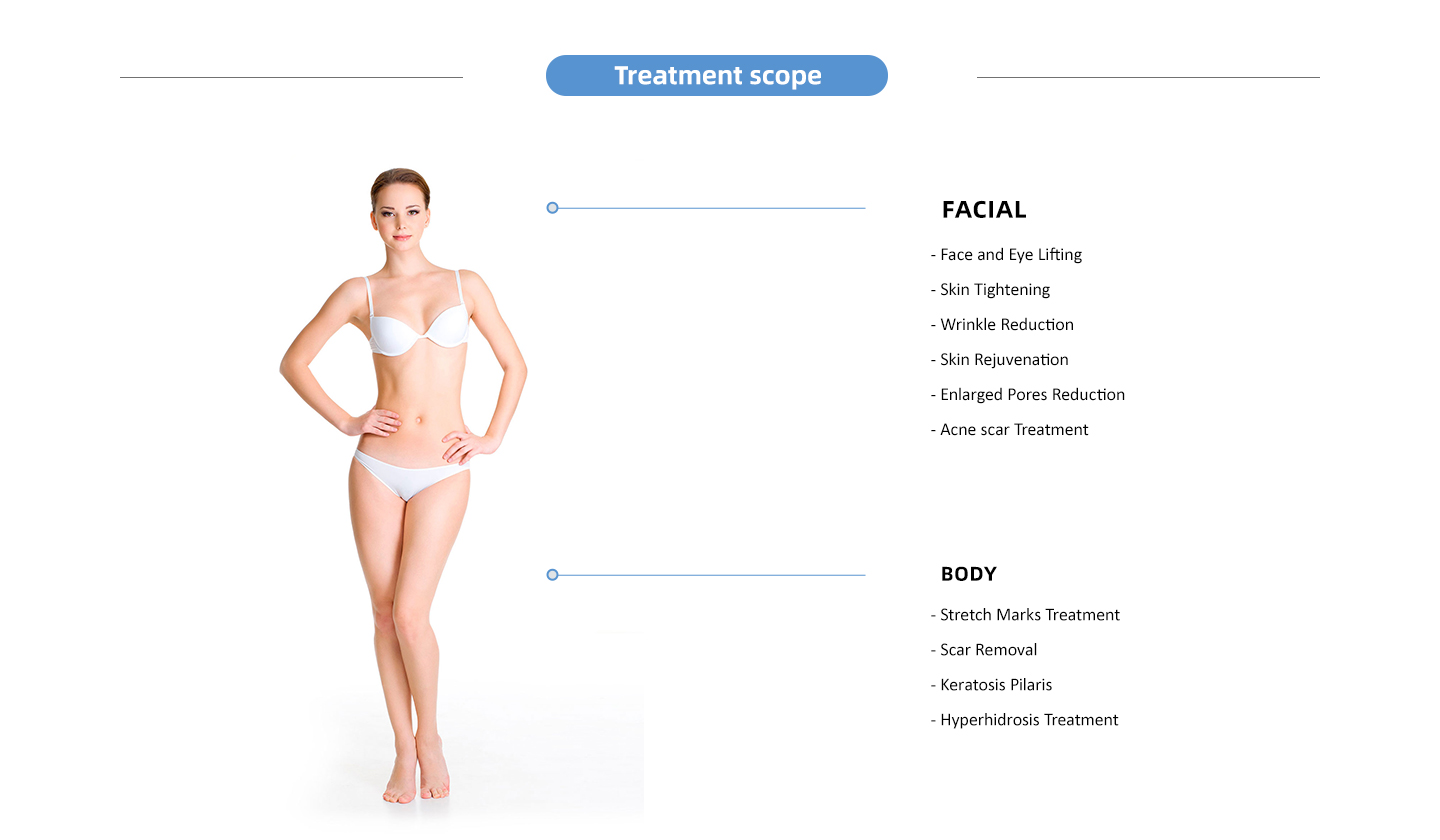 Treatment scope
FACIAL
- Face and Eye Lifting
- Skin Tightening
- Wrinkle Reduction
- Skin Rejuvenation
- Enlarged Pores Reduction
- Acne scar Treatment
BODY
- Stretch Marks Treatment
- Scar Removal
- Keratosis Pilaris
- Hyperhidrosis Treatment